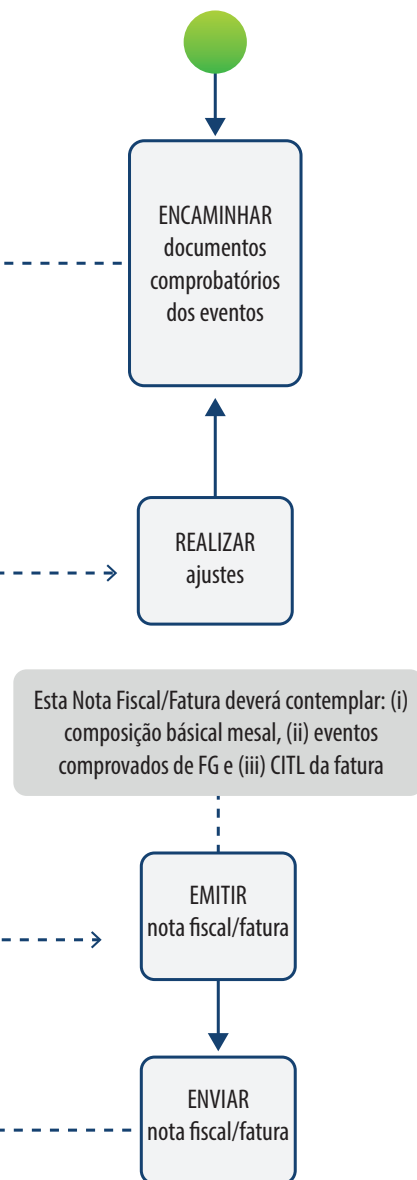 ENCAMINHAR
documentos
comprobatórios
dos eventos
REALIZAR
ajustes
Esta Nota Fiscal/Fatura deverá contemplar: (i)
composição básical mesal, (ii) eventos
comprovados de FG e (iii) CITL da fatura
EMITIR
nota fiscal/fatura
ENVIAR
nota fiscal/fatura